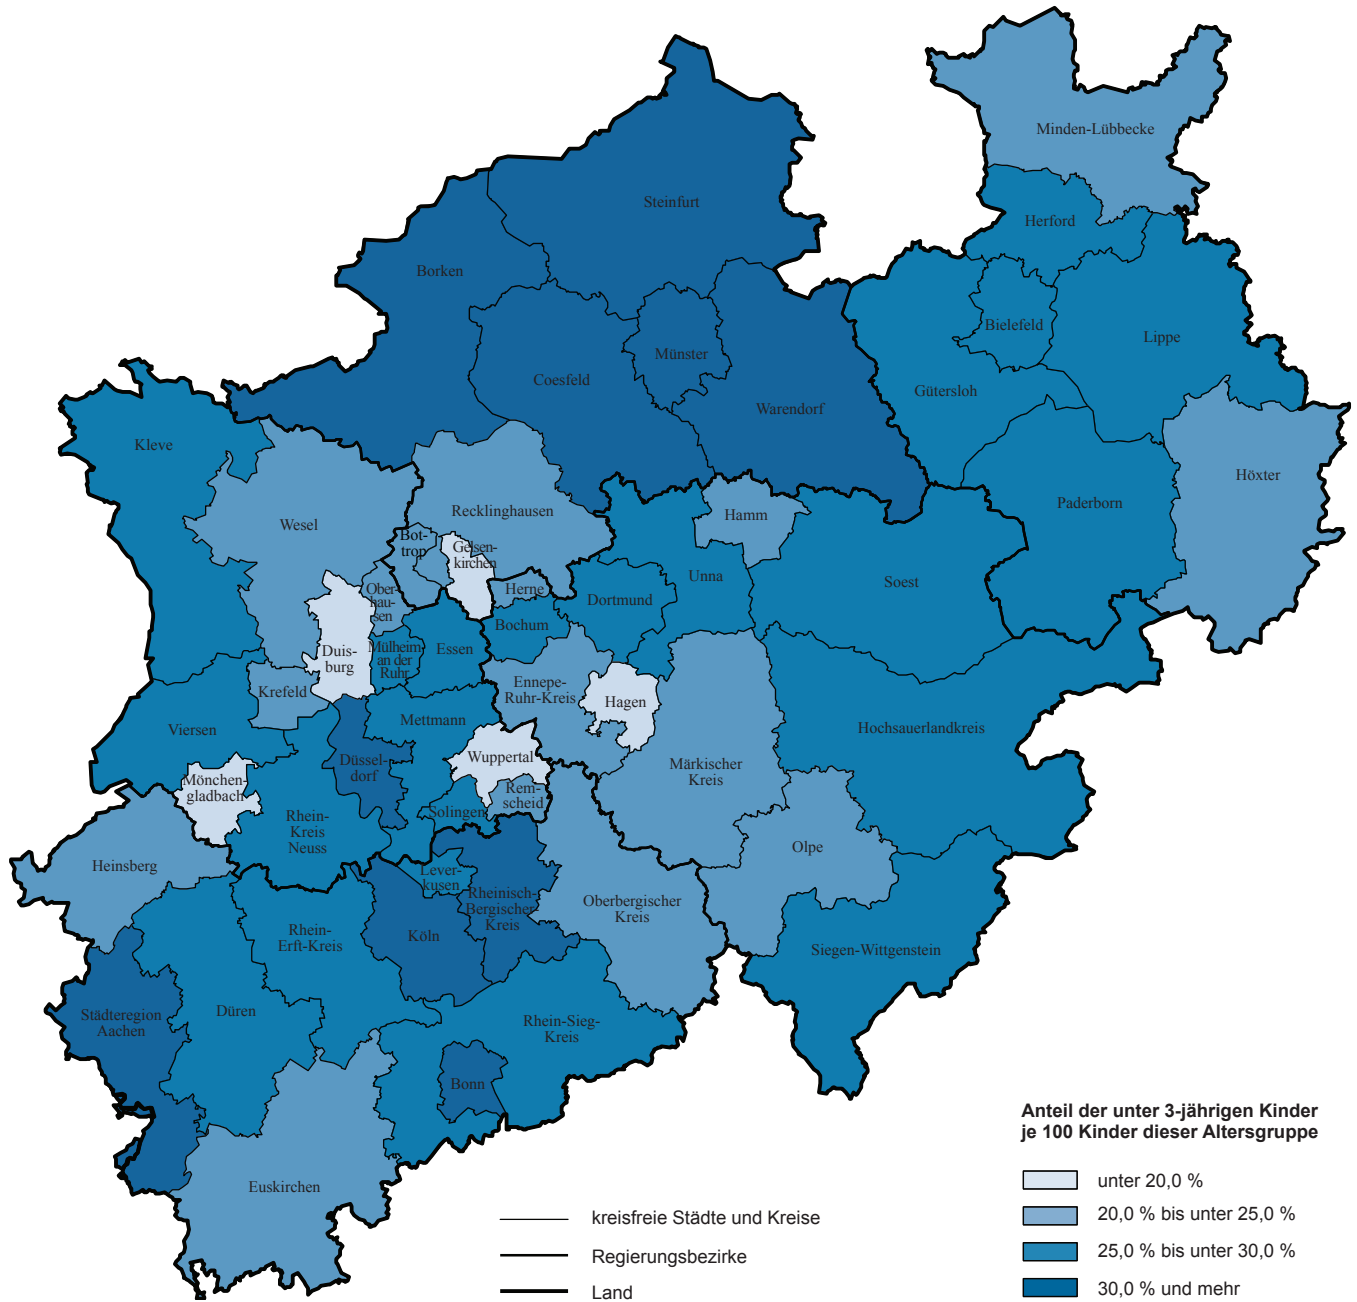 Minden-Lübbecke
Steinfurt
Herford
Borken
Bielefeld
Lippe
Münster
Coesfeld
Gütersloh
Warendorf
Kleve
Höxter
Paderborn
Wesel
Recklinghausen
Hamm
Bot-
trop
Gelsen-
kirchen
Unna
Soest
Ober-
hau-
sen
Herne
Dortmund
Bochum
Mülheim
an der
Ruhr
Essen
Duis-
burg
Krefeld
Ennepe-
Ruhr-Kreis
Hagen
Viersen
Mettmann
Hochsauerlandkreis
Düssel-
dorf
Wuppertal
Märkischer
Kreis
Mönchen-
gladbach
Rem-
scheid
Solingen
Rhein-
Kreis
Neuss
Olpe
Heinsberg
Lever-
kusen
Rheinisch-
Bergischer-
Kreis
Oberbergischer
Kreis
Rhein-
Erft-Kreis
Köln
Siegen-Wittgenstein
Städteregion
Aachen
Düren
Rhein-Sieg-
Kreis
Bonn
Euskirchen
Anteil der unter 3-jährigen Kinder
je 100 Kinder dieser Altersgruppe
unter 20,0 %
20,0 % bis unter 25,0 %
25,0 % bis unter 30,0 %
30,0 % und mehr
kreisfreie Städte und Kreise
Regierungsbezirke
Land